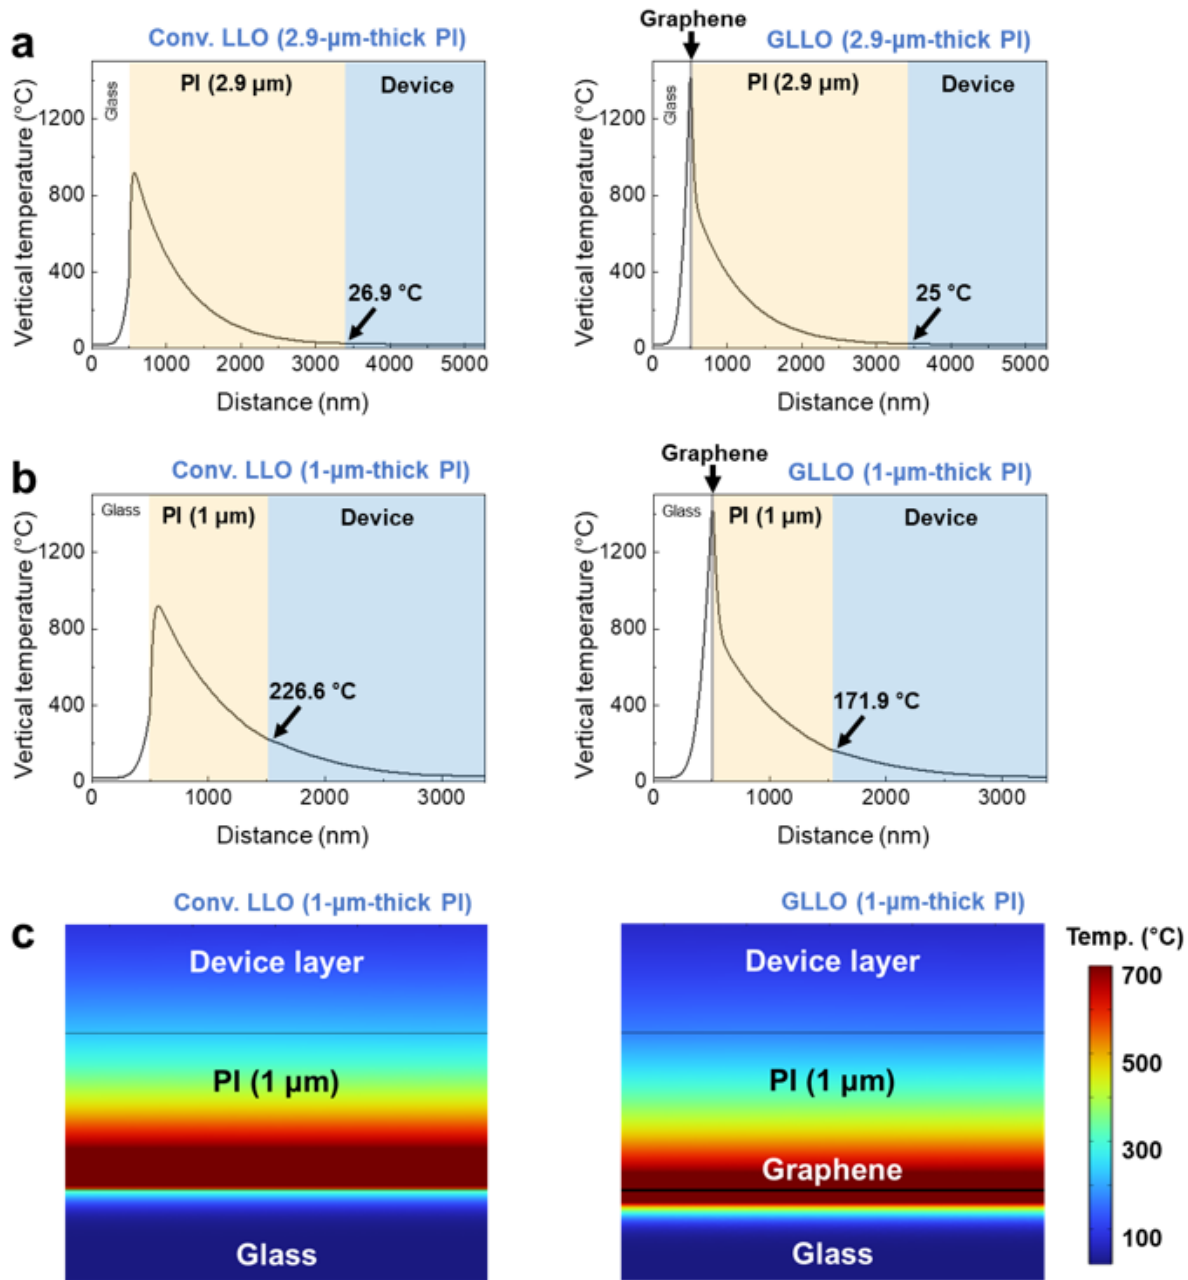 a
Conv. LLO (2.9-µm-thick PI)
Glass
PI (2.9 µm)
Device
1200
800
400
0
26.9 °C
Vertical temperature (°C)
0 1000 2000 3000 4000 5000
Distance (nm)
Graphene
GLLO (2.9-µm-thick PI)
Glass
PI (2.9 µm)
Device
1200
800
400
0
25 °C
Vertical temperature (°C)
0 1000 2000 3000 4000 5000
Distance (nm)
b
Conv. LLO (1-µm-thick PI)
Glass
PI (1 µm)
Device
1200
800
400
0
226.6 °C
Vertical temperature (°C)
0 1000 2000 3000
Distance (nm)
Graphene
GLLO (1-µm-thick PI)
Glass
PI (1 µm)
Device
1200
800
400
0
171.9 °C
Vertical temperature (°C)
0 1000 2000 3000
Distance (nm)
c
Conv. LLO (1-µm-thick PI)
Device layer
PI (1 µm)
Glass
GLLO (1-µm-thick PI)
Device layer
PI (1 µm)
Graphene
Glass
Temp. (°C)
700
500
300
100